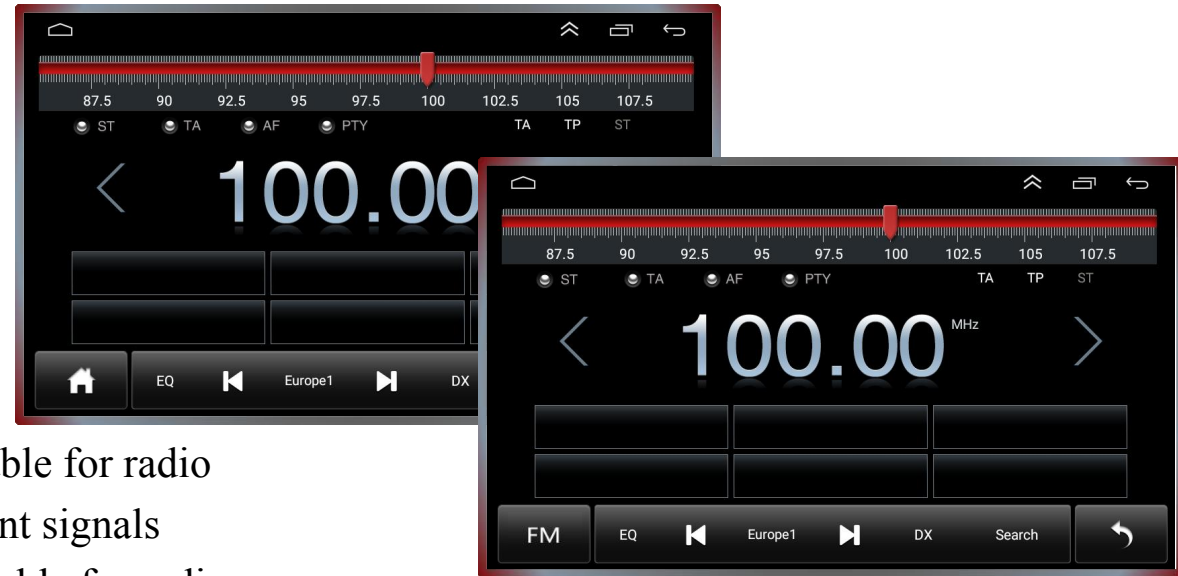 87.5 90 92.5 95 97.5 100 102.5 105 107.5
ST TA AF PTY TA TP ST
100.00
EQ Europe1 DX
87.5 90 92.5 95 97.5 100 102.5 105 107.5
ST TA AF PTY TA TP ST
100.00 MHz
FM EQ Europe1 DX Search
for radio
signals